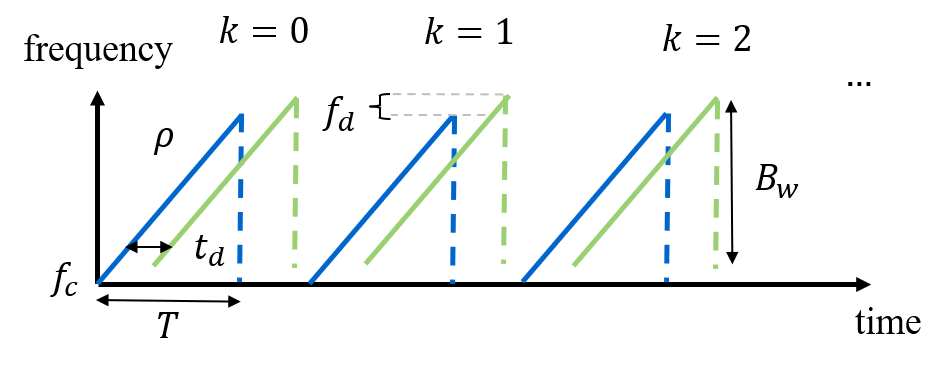 k = 0
k = 1
k = 2
frequency
...
f_d
ρ
B_w
t_d
f_c
T
time